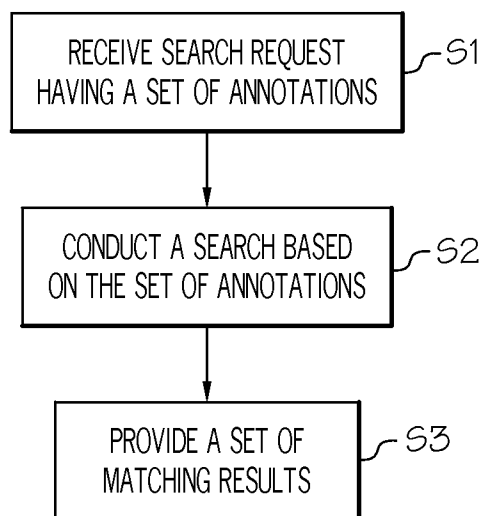 RECEIVE SEARCH REQUEST
HAVING A SET OF ANNOTATIONS
S1
CONDUCT A SEARCH BASED
ON THE SET OF ANNOTATIONS
S2
PROVIDE A SET OF
MATCHING RESULTS
S3